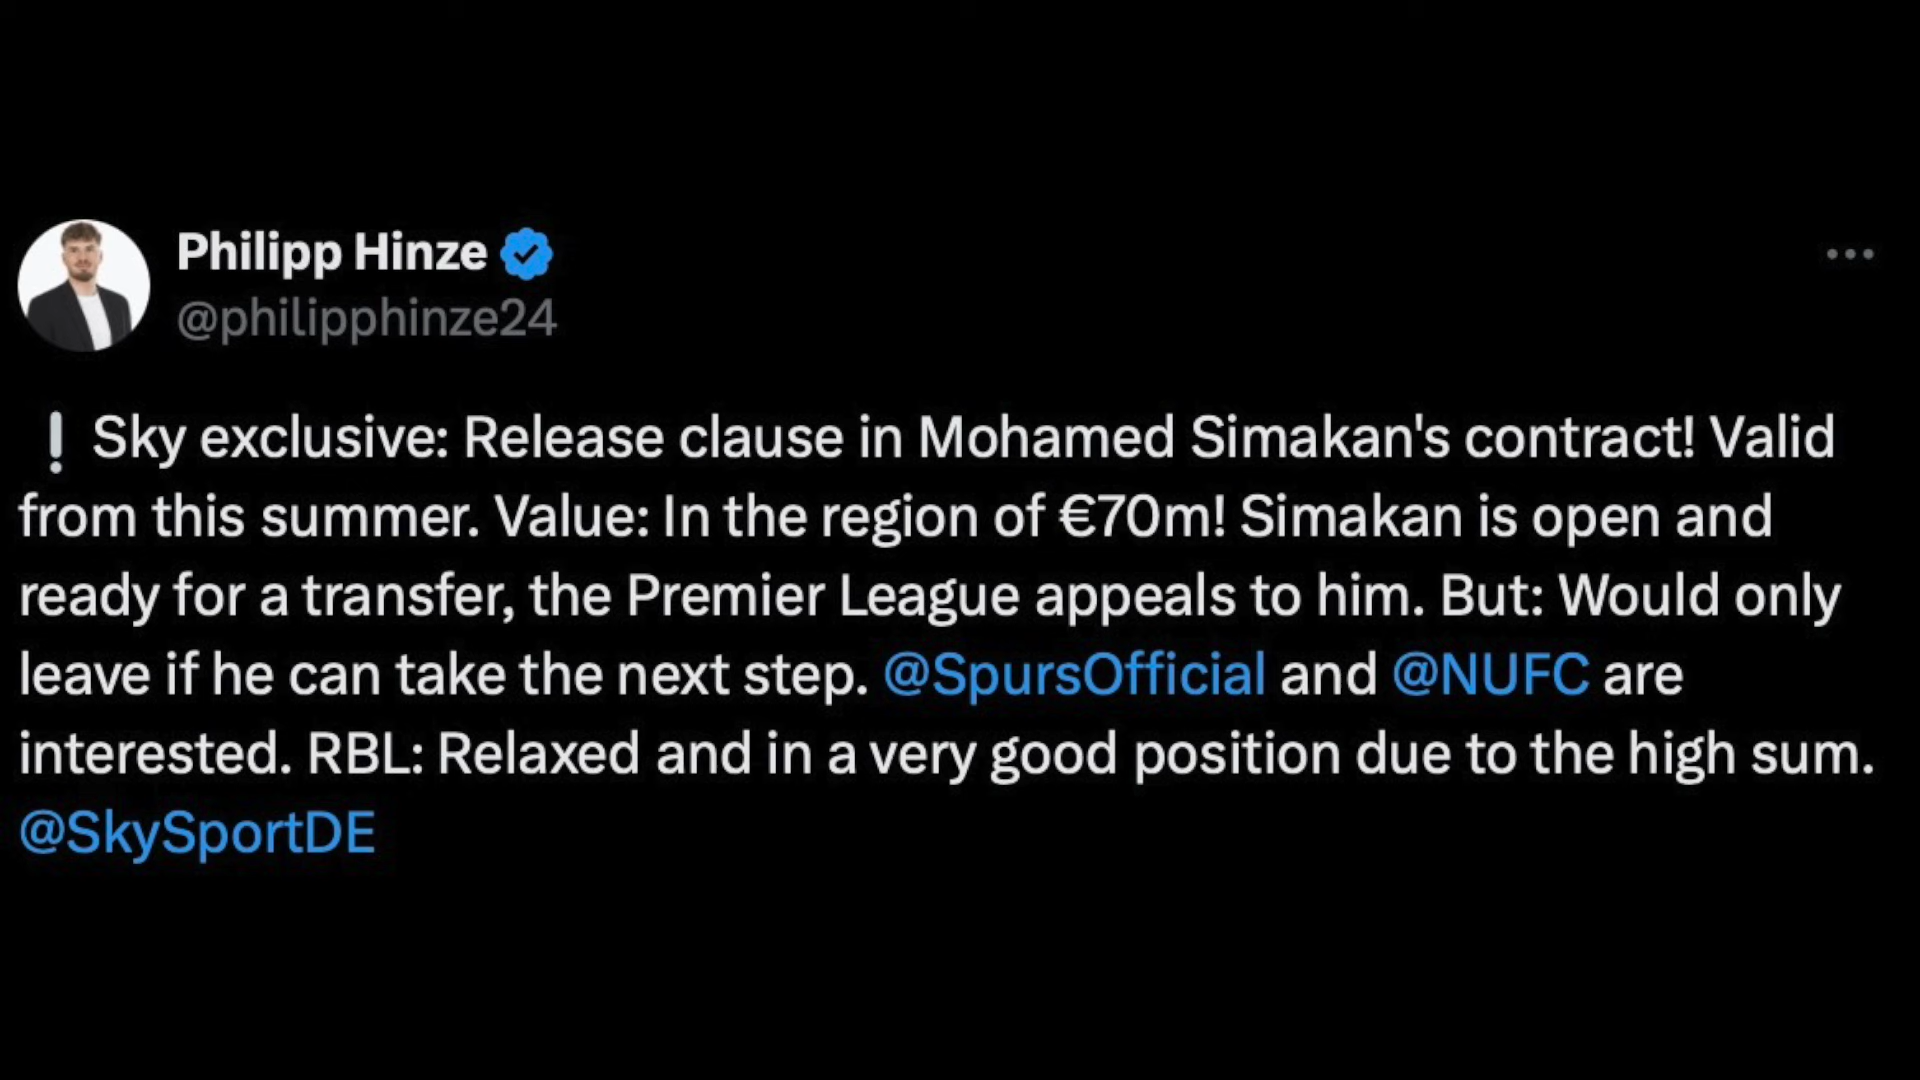 Philipp Hinze
@philipphinze24
❕Sky exclusive: Release clause in Mohamed Simakan's contract! Valid
from this summer. Value: In the region of €70m! Simakan is open and
ready for a transfer, the Premier League appeals to him. But: Would only
leave if he can take the next step. @SpursOfficial and @NUFC are
interested. RBL: Relaxed and in a very good position due to the high sum.
@SkySportDE